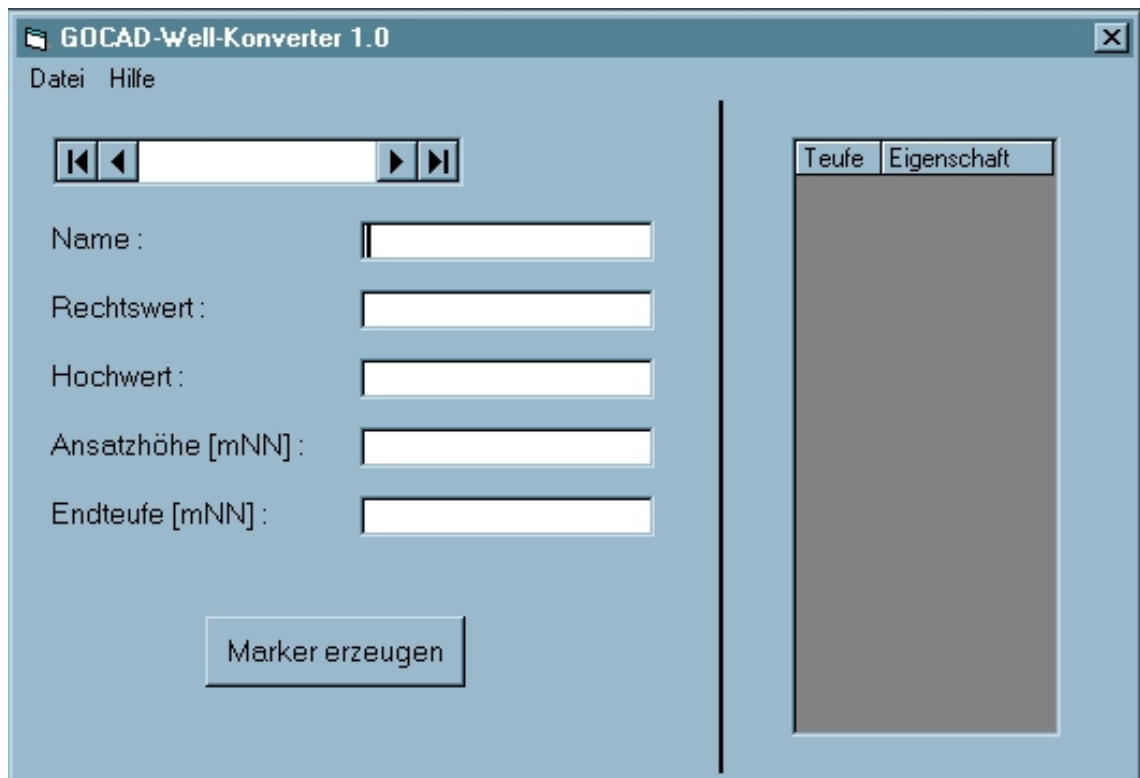 GOCAD-Well-Konverter 1.0
Datei Hilfe
Name :
Rechtswert :
Hochwert :
Ansatzhöhe [mNN] :
Endteufe [mNN] :
Marker erzeugen
Teufe Eigenschaft